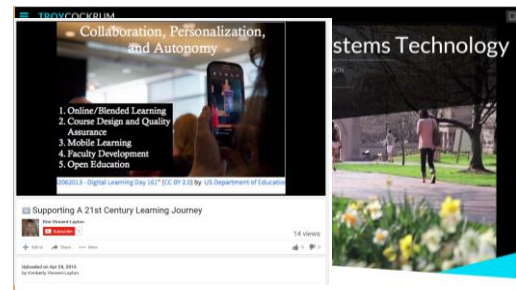 TROYCOCKRUM
Collaboration, Personalization,
and Autonomy
1. Online/Blended Learning
2. Course Design and Quality
Assurance
3. Mobile Learning
4. Faculty Development
5. Open Education
- Digital Learning Day 161" (CC BY 2.0) by US Department of Education
Supporting A 21st Century Learning Journey
Kim Vincent-Layton
Subscribe
14 views
Add to Share More
Uploaded on Apr 24, 2016
by Kimberly Vincent-Layton
stems Technology